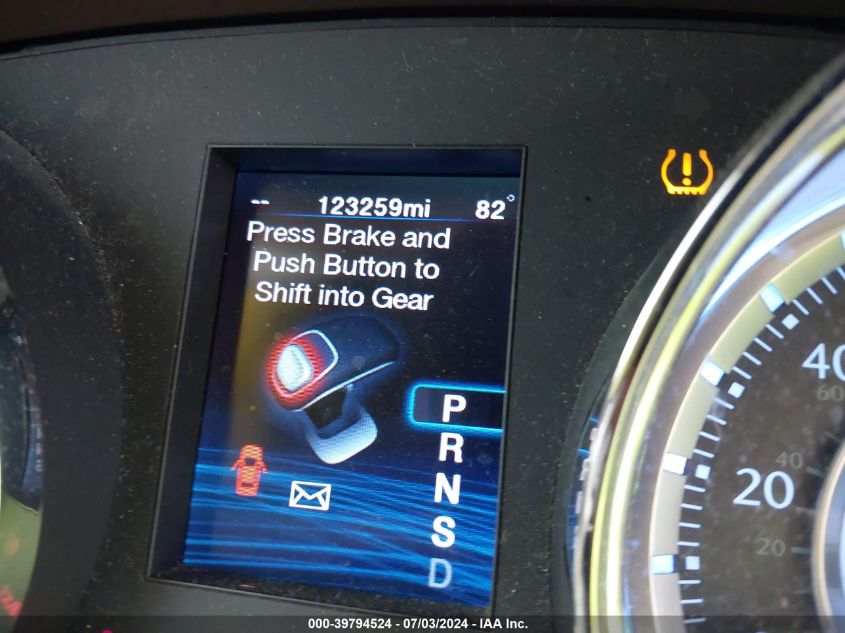 -- 123259mi 82°
Press Brake and
Push Button to
Shift into Gear
P
R
N
S
D
40
60
20
40
20
000-39794524 - 07/03/2024 - IAA Inc.